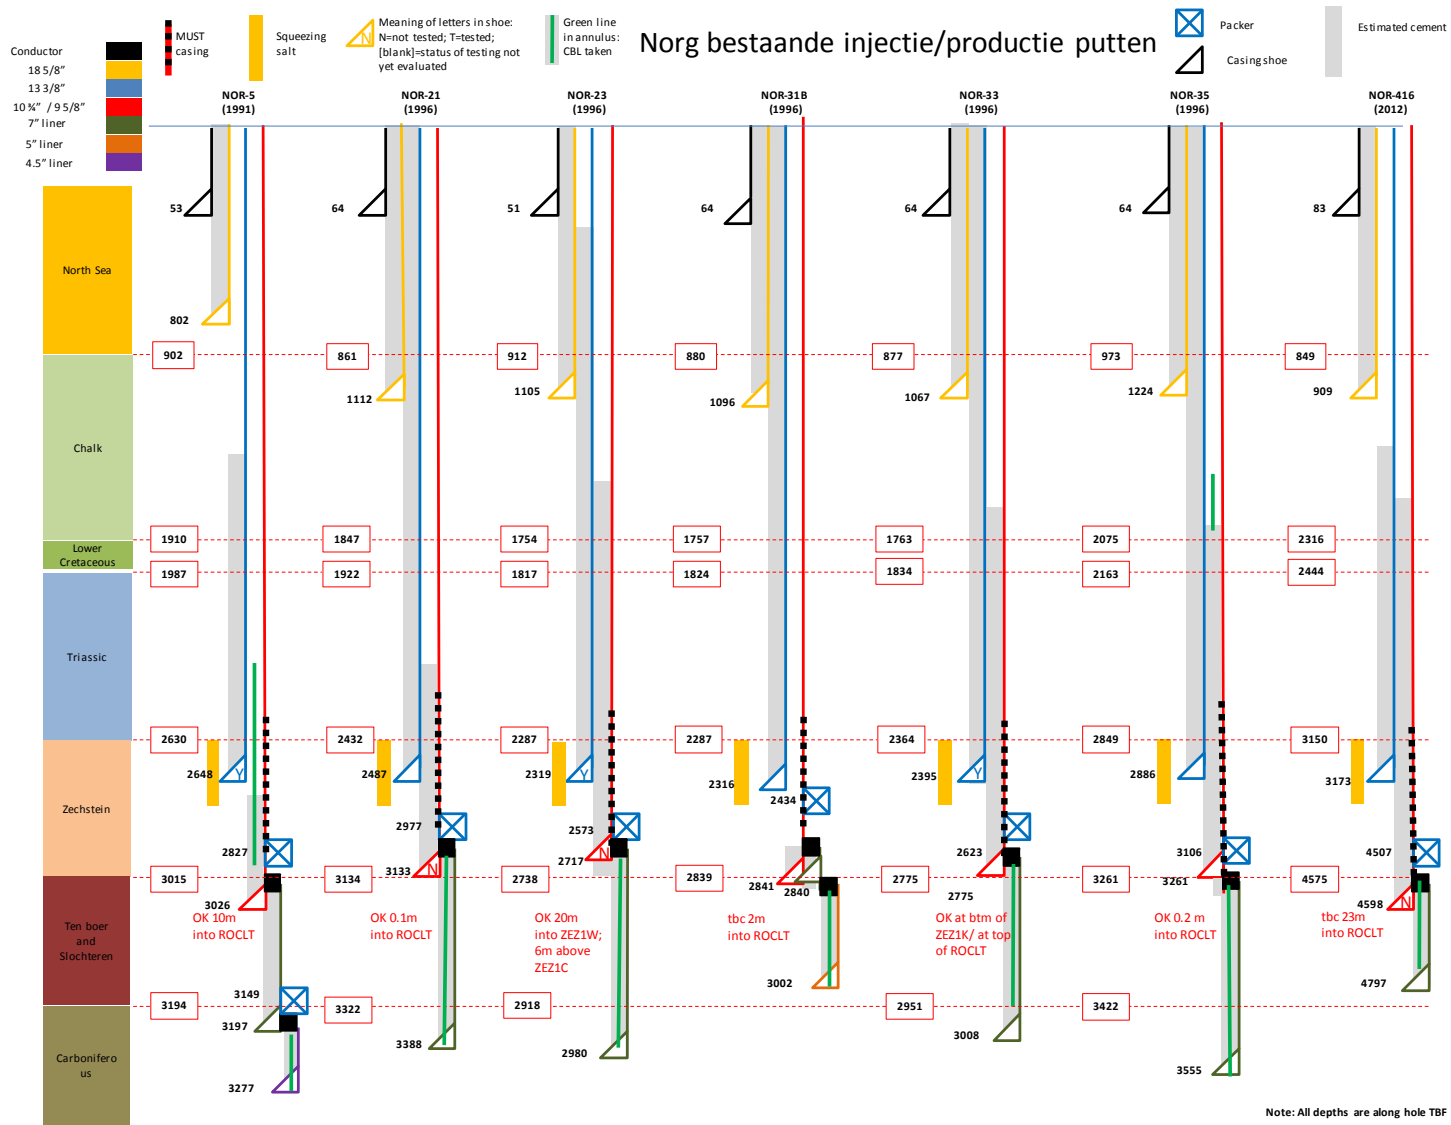 Norg bestaande injectie/productie putten
Conductor
18 5/8”
13 3/8”
10 ¾” / 9 5/8”
7” liner
5” liner
4.5” liner
MUST
casing
Squeezing
salt
N
Meaning of letters in shoe:
N=not tested; T=tested;
[blank]=status of testing not
yet evaluated
Green line
in annulus:
CBL taken
Packer
Casing shoe
Estimated cement
NOR-5
(1991)
NOR-21
(1996)
NOR-23
(1996)
NOR-31B
(1996)
NOR-33
(1996)
NOR-35
(1996)
NOR-416
(2012)
53
64
51
64
64
64
83
North Sea
802
902
861
912
880
877
973
849
1112
1105
1096
1067
1224
909
Chalk
1910
1847
1754
1757
1763
2075
2316
Lower
Cretaceous
1987
1922
1817
1824
1834
2163
2444
Triassic
2630
2432
2287
2287
2364
2849
3150
2648
Y
2487
2319
Y
2316
2395
Y
2886
3173
2434
Zechstein
2827
2977
2573
2623
3106
4507
3133
N
2717
N
3015
3134
2738
2839
2841
2840
2775
2775
3261
3261
4575
3026
4598
N
OK 10m
into ROCLT
OK 0.1m
into ROCLT
OK 20m
into ZEZ1W;
6m above
ZEZ1C
tbc 2m
into ROCLT
OK at btm of
ZEZ1K/ at top
of ROCLT
OK 0.2 m
into ROCLT
tbc 23m
into ROCLT
Ten boer
and
Slochteren
3149
3002
4797
3194
3322
2918
2951
3422
3197
3388
2980
3008
3555
Carbonifero
us
3277
Note: All depths are along hole TBF